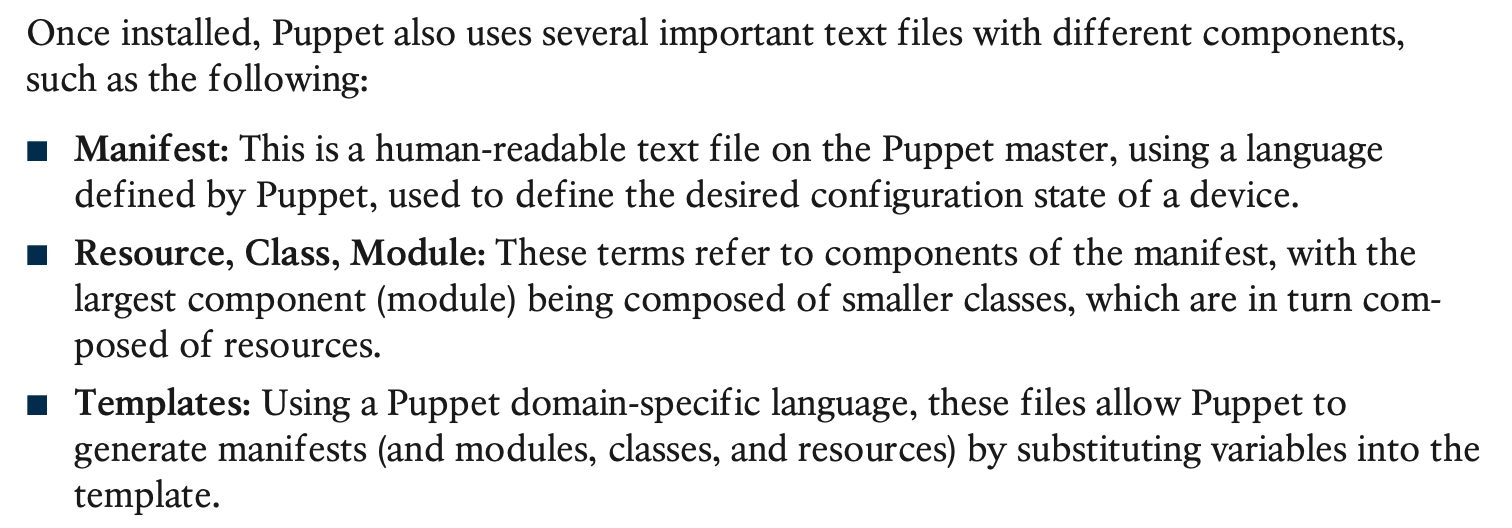 Once installed, Puppet also uses several important text files with different components,
such as the following:
■ Manifest: This is a human-readable text file on the Puppet master, using a language
defined by Puppet, used to define the desired configuration state of a device.
■ Resource, Class, Module: These terms refer to components of the manifest, with the
largest component (module) being composed of smaller classes, which are in turn com-
posed of resources.
■ Templates: Using a Puppet domain-specific language, these files allow Puppet to
generate manifests (and modules, classes, and resources) by substituting variables into the
template.